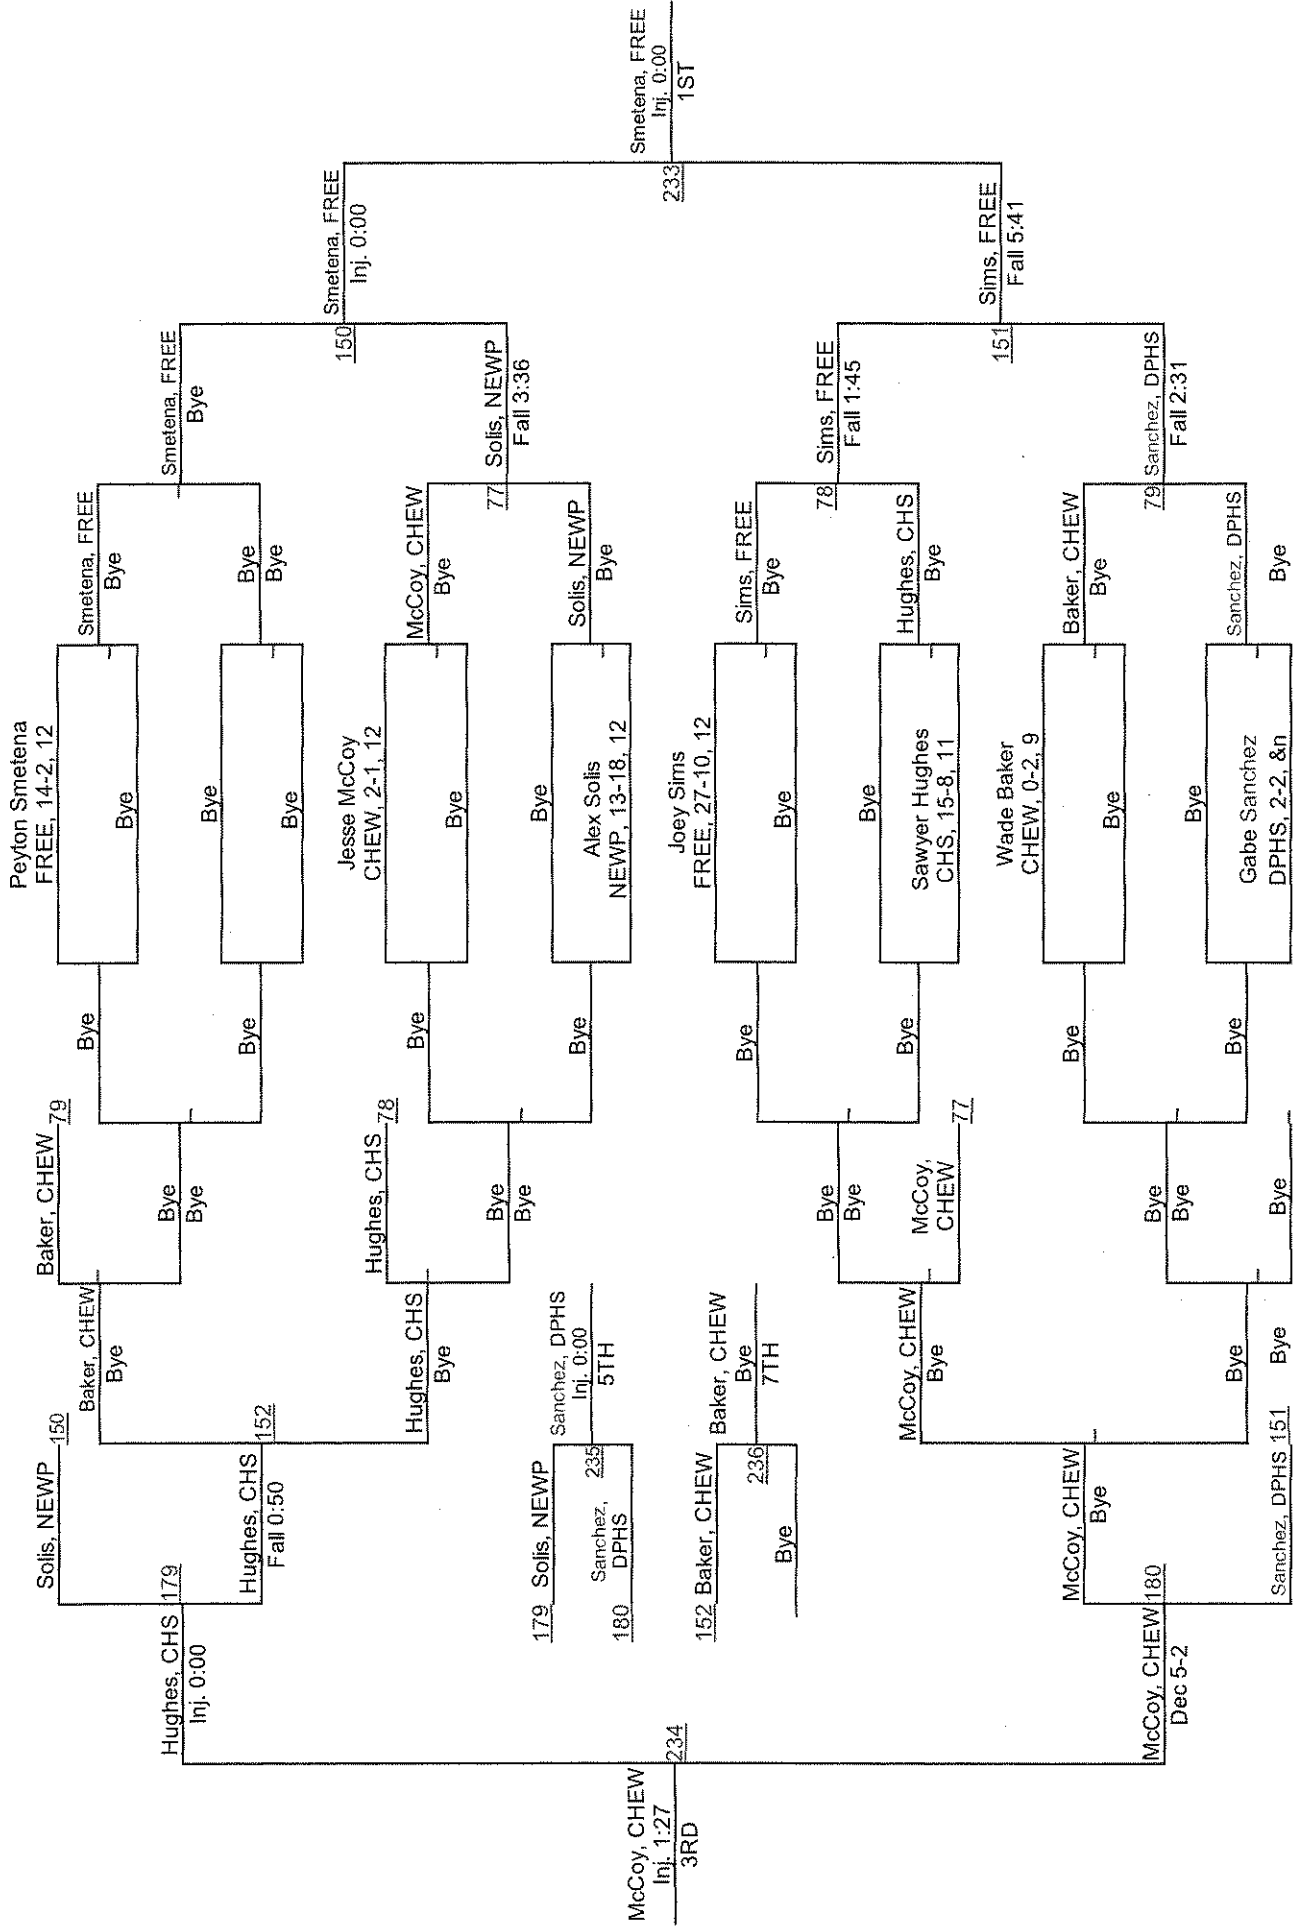 Peyton Smetena
FREE, 14-2, 12
Bye
Smetena, FREE
Bye
Bye
Bye
Bye
Bye
Smetena, FREE
Bye
Jesse McCoy
CHEW, 2-1, 12
Bye
McCoy, CHEW
Bye
Bye
Alex Solis
NEWP, 13-18, 12
Solis, NEWP
Bye
77
Solis, NEWP
Fall 3:36
150
Smetena, FREE
Inj. 0:00
Joey Sims
FREE, 27-10, 12
Bye
Sims, FREE
Bye
Bye
Sawyer Hughes
CHS, 15-8, 11
Hughes, CHS
Bye
78
Sims, FREE
Fall 1:45
Wade Baker
CHEW, 0-2, 9
Bye
Baker, CHEW
Bye
Bye
Gabe Sanchez
DPHS, 2-2, &n
Sanchez, DPHS
Bye
79
Sanchez, DPHS
Fall 2:31
151
Sims, FREE
Fall 5:41
233
Smetena, FREE
Inj. 0:00
1ST
Bye
Bye
Baker, CHEW
79
Bye
Bye
Baker, CHEW
Bye
Bye
Bye
Hughes, CHS
78
Bye
Bye
Hughes, CHS
Bye
152
Hughes, CHS
Fall 0:50
Solis, NEWP
150
179
Hughes, CHS
Inj. 0:00
Bye
Bye
Bye
Bye
McCoy,
CHEW
77
McCoy, CHEW
Bye
Bye
Bye
Bye
Bye
Bye
Bye
Bye
McCoy, CHEW
Bye
Sanchez, DPHS
151
180
McCoy, CHEW
Dec 5-2
234
McCoy, CHEW
Inj. 1:27
3RD
179
Solis, NEWP
180
Sanchez,
DPHS
235
Sanchez, DPHS
Inj. 0:00
5TH
152
Baker, CHEW
Bye
236
Baker, CHEW
Bye
7TH